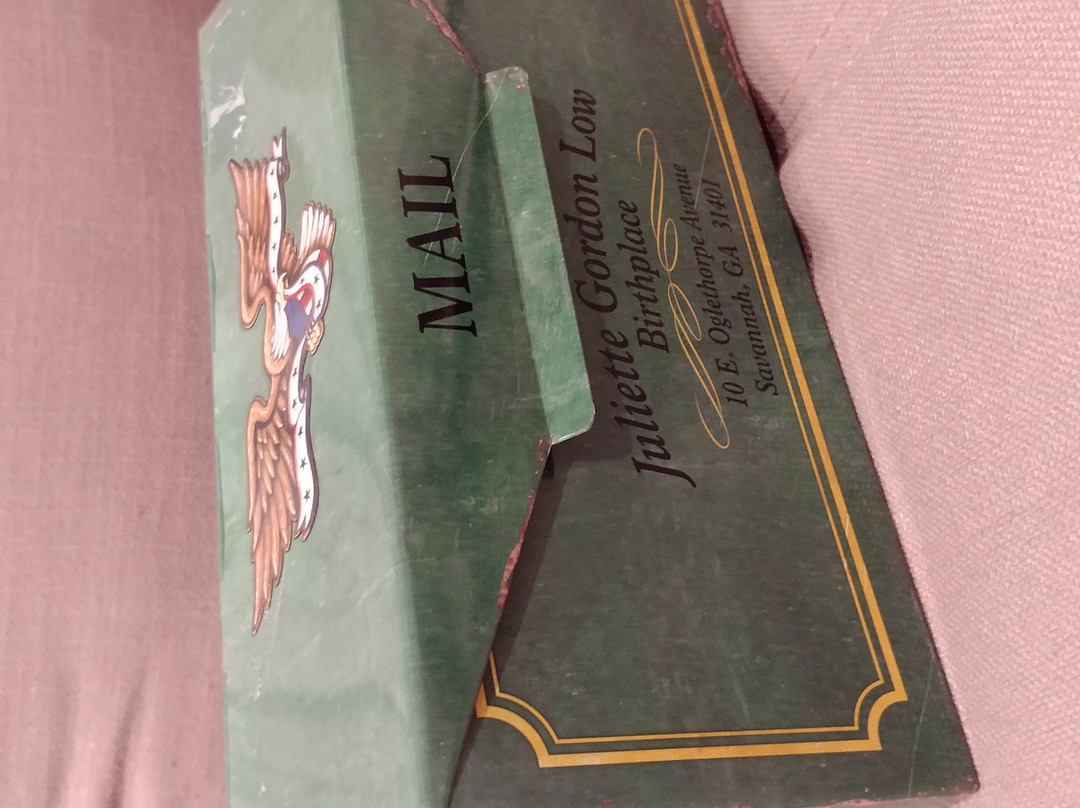 MAIL
Juliette Gordon Low
Birthplace
10 E. Oglethorpe Avenue
Savannah, GA 31401